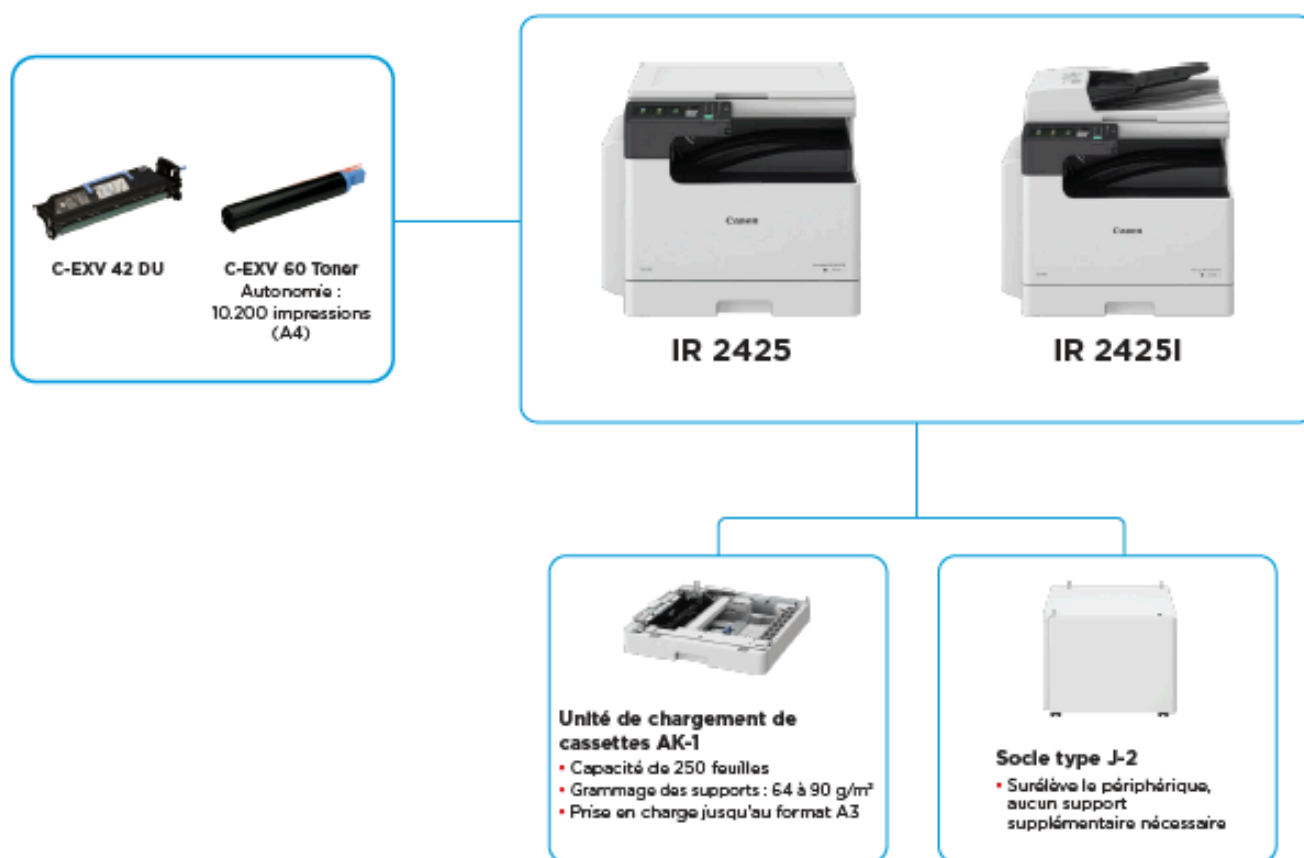 C-EXV 42 DU
C-EXV 60 Toner
Autonomie :
10.200 impressions
(A4)
Canon
IR 2425
Canon
IR 2425I
Unité de chargement de
cassettes AK-1
• Capacité de 250 feuilles
• Grammage des supports : 64 à 90 g/m²
• Prise en charge jusqu'au format A3
Socle type J-2
• Surélève le périphérique,
aucun support
supplémentaire nécessaire